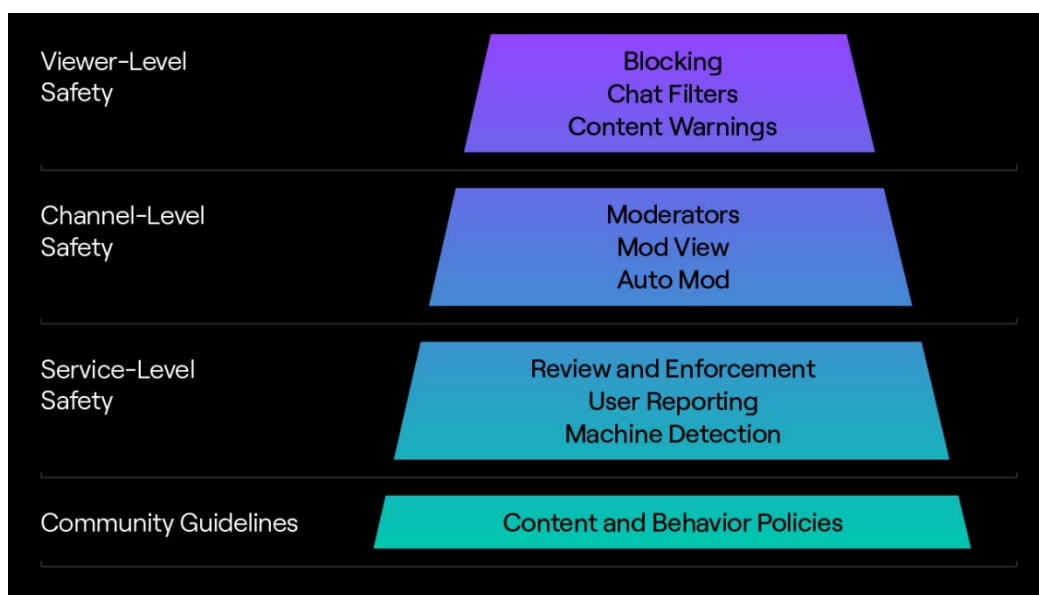 Viewer-Level
Safety
Blocking
Chat Filters
Content Warnings
Channel-Level
Safety
Moderators
Mod View
Auto Mod
Service-Level
Safety
Review and Enforcement
User Reporting
Machine Detection
Community Guidelines
Content and Behavior Policies